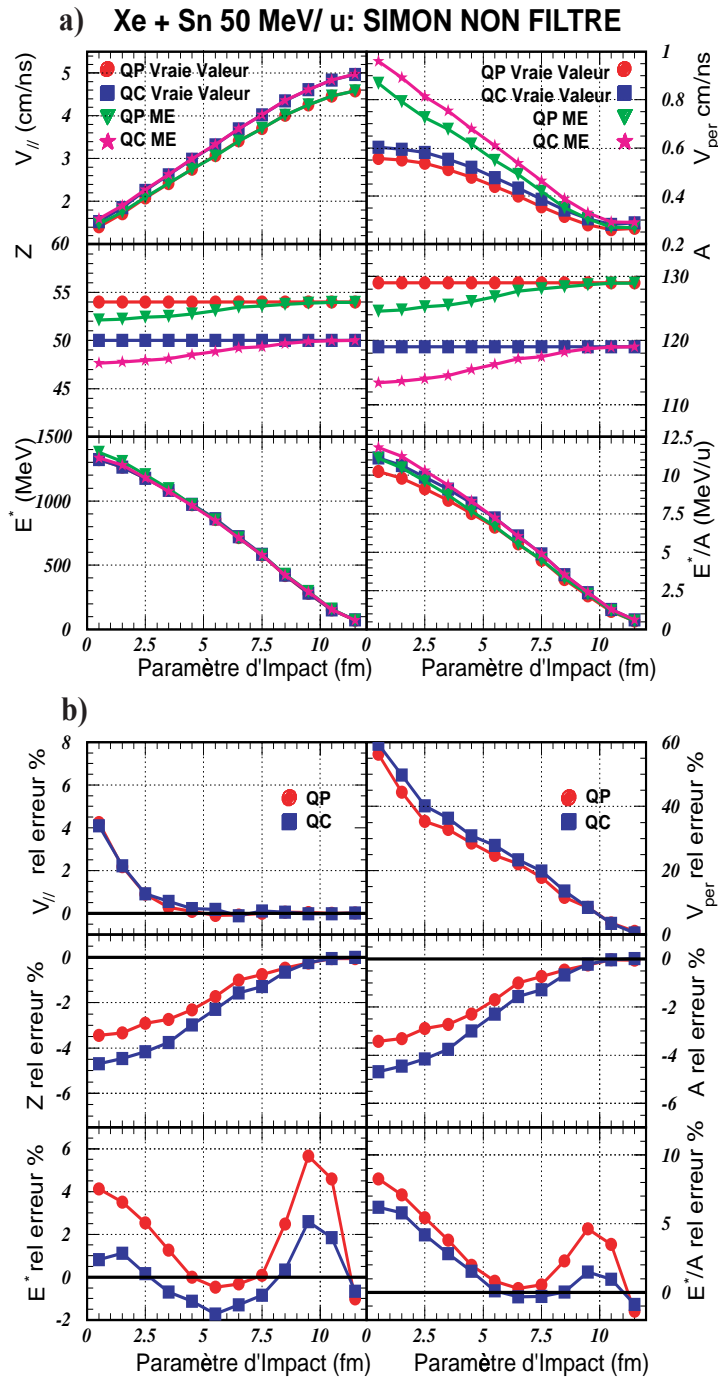 a) Xe + Sn 50 MeV/ u: SIMON NON FILTRE
V// (cm/ns)
5
4
3
2
QP Vraie Valeur
QC Vraie Valeur
QP ME
QC ME
QP Vraie Valeur
QC Vraie Valeur
QP ME
QC ME
1
0.8
0.6
0.4
0.2
Vper cm/ns
Z
60
55
50
45
A
130
120
110
E* (MeV)
1500
1000
500
0
12.5
10
7.5
5
2.5
0
E*/A (MeV/u)
0 2.5 5 7.5 10
0 2.5 5 7.5 10
Paramètre d'Impact (fm)
Paramètre d'Impact (fm)
b)
V// rel erreur %
8
6
4
2
0
QP
QC
QP
QC
60
40
20
0
Vper rel erreur %
Z rel erreur %
0
-2
-4
-6
0
-2
-4
-6
A rel erreur %
E* rel erreur %
6
4
2
0
-2
10
5
0
E*/A rel erreur %
0 2.5 5 7.5 10
0 2.5 5 7.5 10
Paramètre d'Impact (fm)
Paramètre d'Impact (fm)